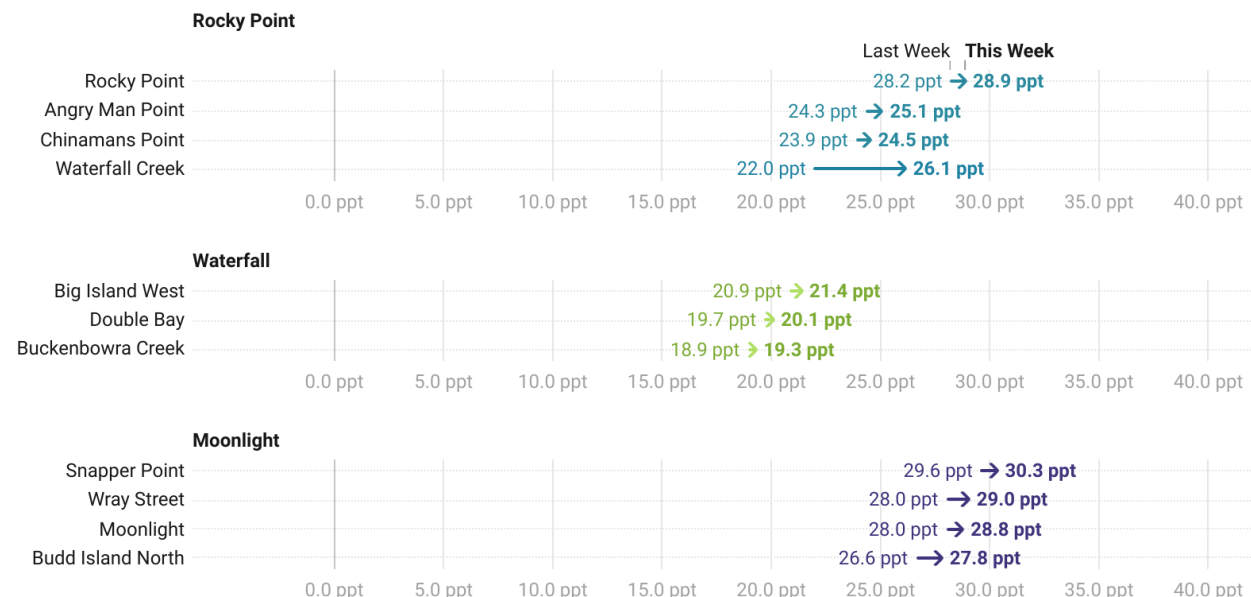 Rocky Point
Last Week This Week
Rocky Point 28.2 ppt → 28.9 ppt
Angry Man Point 24.3 ppt → 25.1 ppt
Chinamans Point 23.9 ppt → 24.5 ppt
Waterfall Creek 22.0 ppt → 26.1 ppt
0.0 ppt 5.0 ppt 10.0 ppt 15.0 ppt 20.0 ppt 25.0 ppt 30.0 ppt 35.0 ppt 40.0 ppt
Waterfall
Big Island West 20.9 ppt → 21.4 ppt
Double Bay 19.7 ppt → 20.1 ppt
Buckenbowra Creek 18.9 ppt → 19.3 ppt
0.0 ppt 5.0 ppt 10.0 ppt 15.0 ppt 20.0 ppt 25.0 ppt 30.0 ppt 35.0 ppt 40.0 ppt
Moonlight
Snapper Point 29.6 ppt → 30.3 ppt
Wray Street 28.0 ppt → 29.0 ppt
Moonlight 28.0 ppt → 28.8 ppt
Budd Island North 26.6 ppt → 27.8 ppt
0.0 ppt 5.0 ppt 10.0 ppt 15.0 ppt 20.0 ppt 25.0 ppt 30.0 ppt 35.0 ppt 40.0 ppt